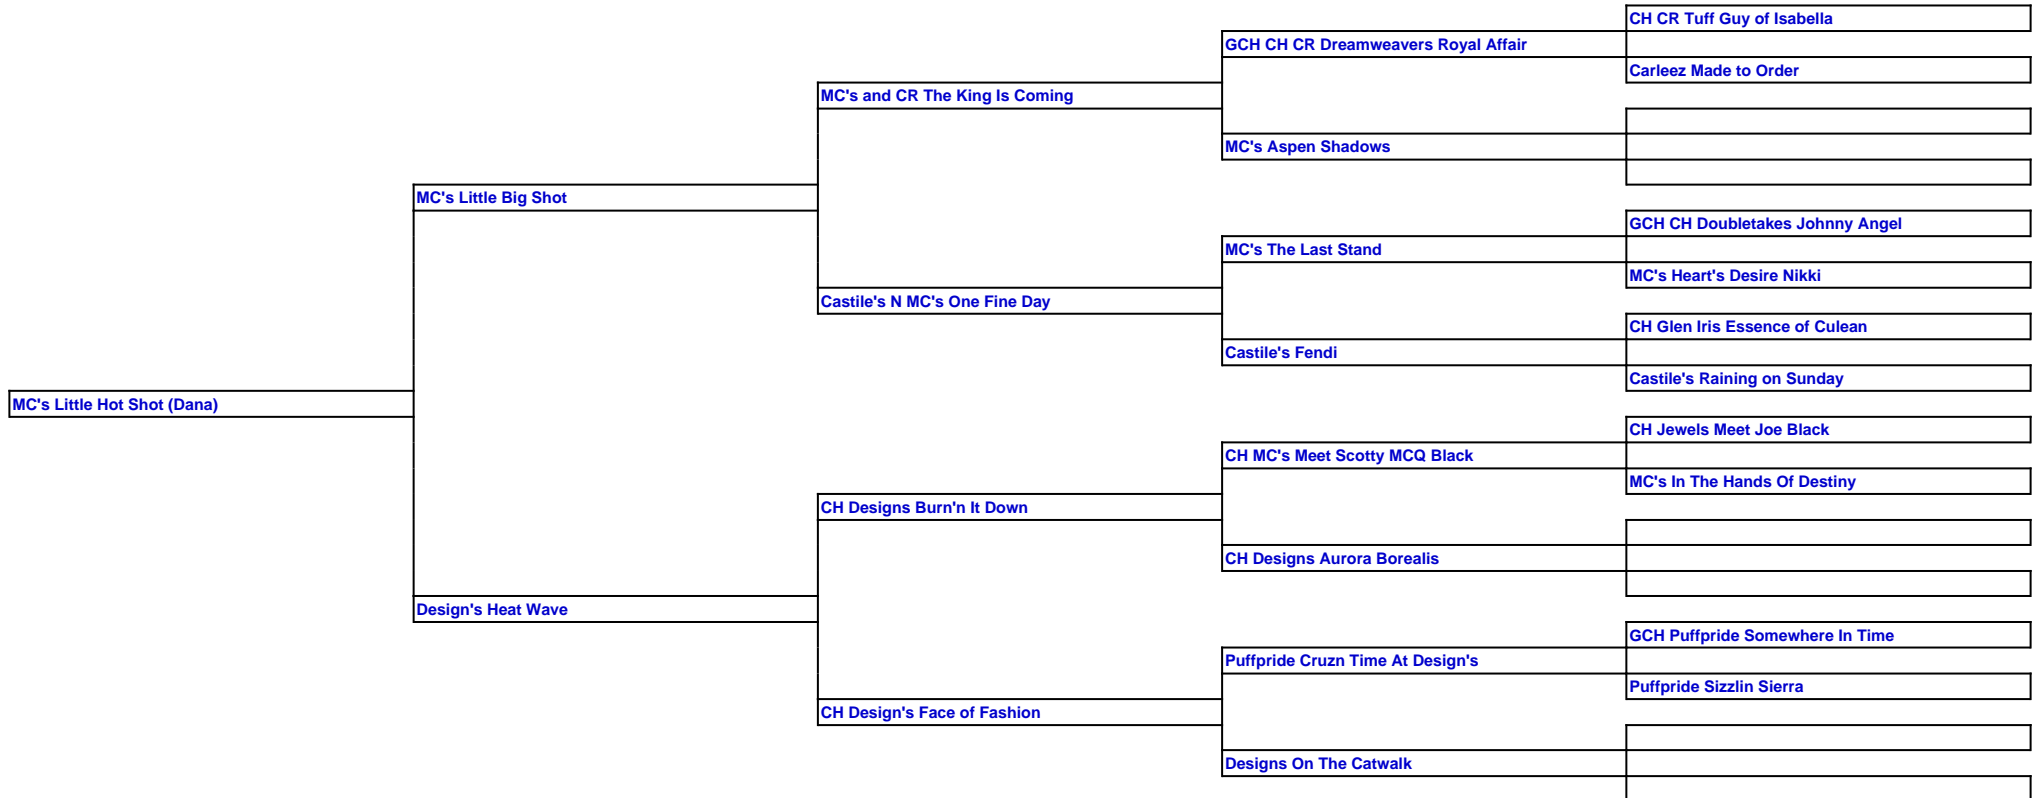 CH CR Tuff Guy of Isabella
GCH CH CR Dreamweavers Royal Affair
Carleez Made to Order
MC's and CR The King Is Coming
MC's Aspen Shadows
MC's Little Big Shot
GCH CH Doubletakes Johnny Angel
MC's The Last Stand
MC's Heart's Desire Nikki
Castile's N MC's One Fine Day
CH Glen Iris Essence of Culean
Castile's Fendi
Castile's Raining on Sunday
MC's Little Hot Shot (Dana)
CH Jewels Meet Joe Black
CH MC's Meet Scotty MCQ Black
MC's In The Hands Of Destiny
CH Designs Burn'n It Down
CH Designs Aurora Borealis
Design's Heat Wave
GCH Puffpride Somewhere In Time
Puffpride Cruzn Time At Design's
Puffpride Sizzlin Sierra
CH Design's Face of Fashion
Designs On The Catwalk